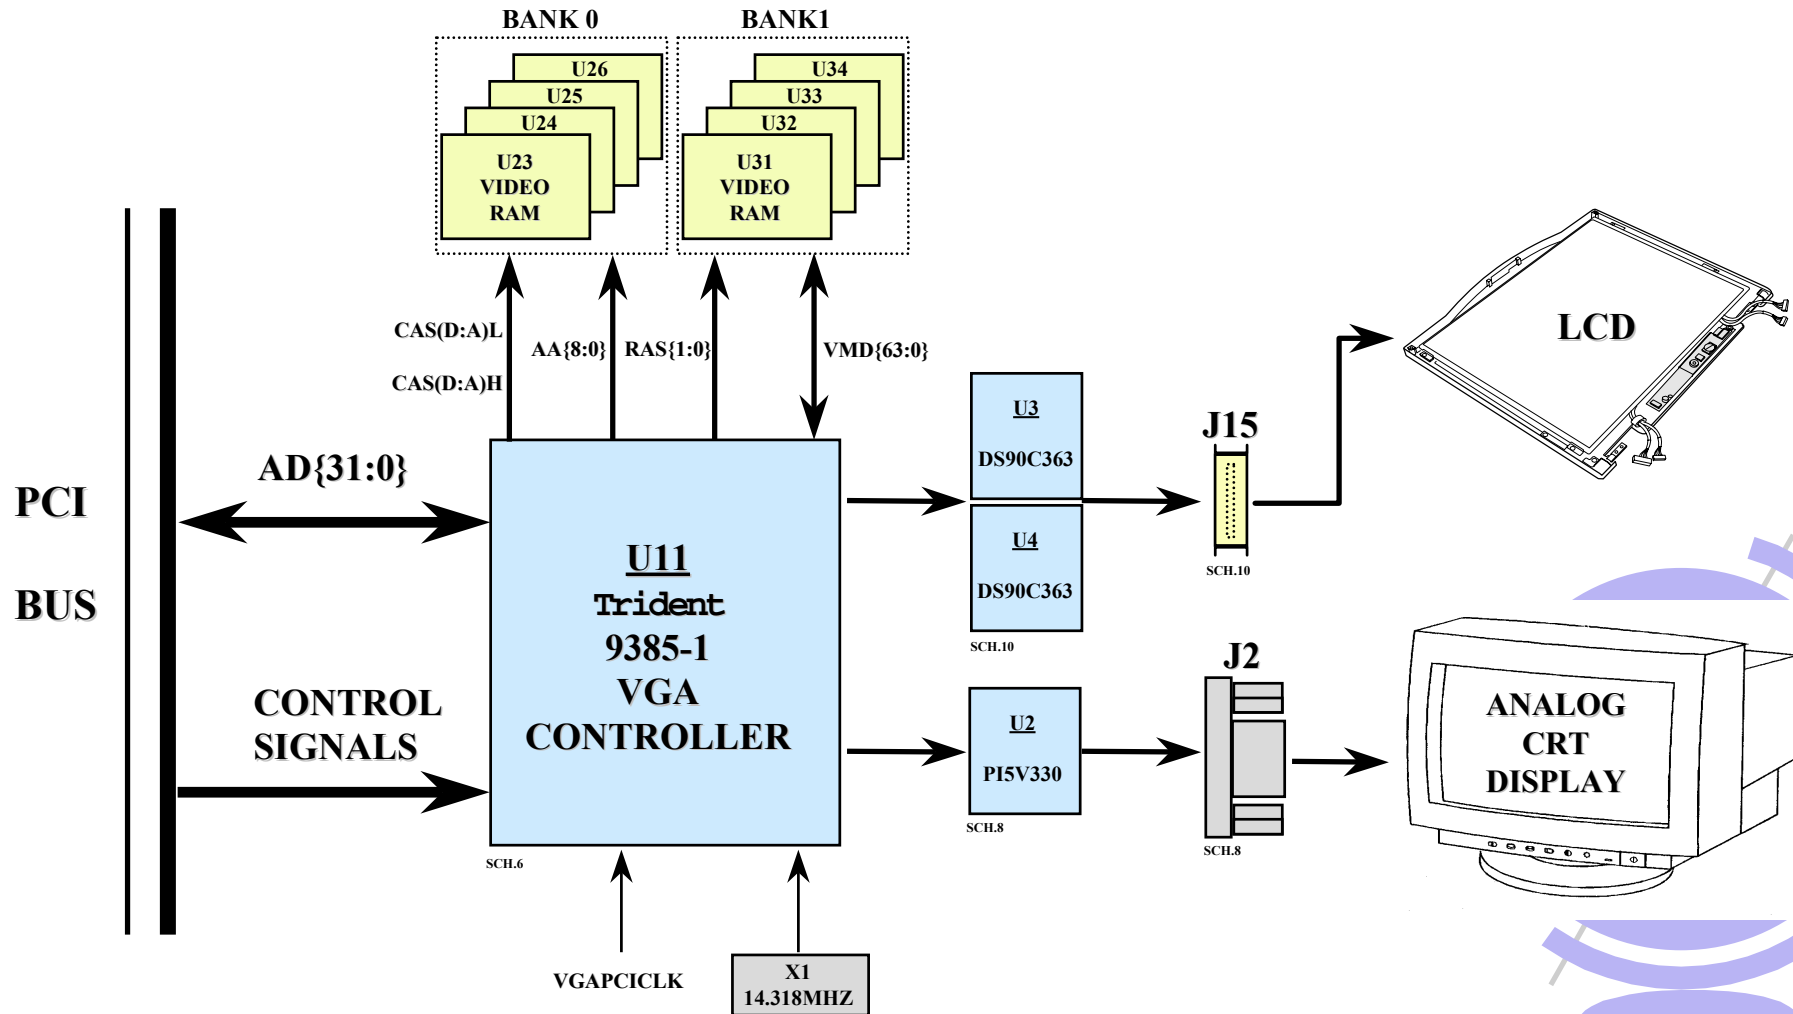 BANK 0
BANK1
U26
U25
U24
U23
VIDEO
RAM
U34
U33
U32
U31
VIDEO
RAM
CAS(D:A)L
CAS(D:A)H
AA{8:0}
RAS{1:0}
VMD{63:0}
PCI
BUS
AD{31:0}
CONTROL
SIGNALS
U11
Trident
9385-1
VGA
CONTROLLER
SCH.6
VGAPCICLK
X1
14.318MHZ
U3
DS90C363
U4
DS90C363
SCH.10
J15
SCH.10
LCD
U2
PI5V330
SCH.8
J2
SCH.8
ANALOG
CRT
DISPLAY